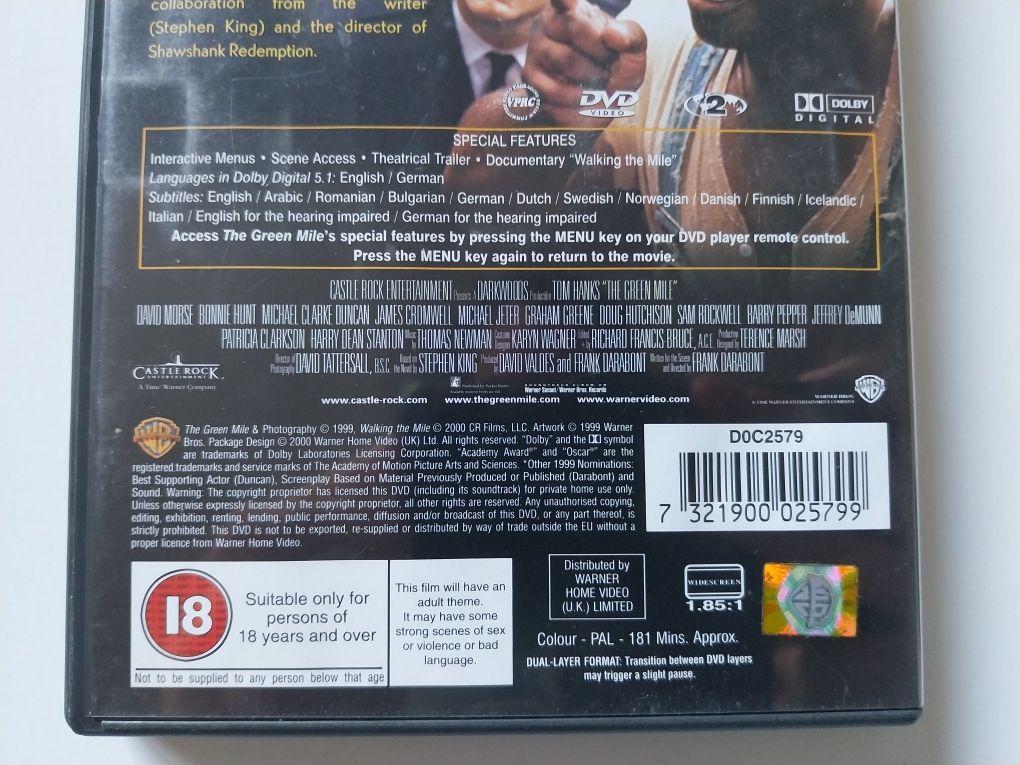 collaboration from the writer
(Stephen King) and the director of
Shawshank Redemption.
VPRC
DVD
VIDEO
2
DOLBY
DIGITAL
SPECIAL FEATURES
Interactive Menus • Scene Access • Theatrical Trailer • Documentary “Walking the Mile”
Languages in Dolby Digital 5.1: English / German
Subtitles: English / Arabic / Romanian / Bulgarian / German / Dutch / Swedish / Norwegian / Danish / Finnish / Icelandic /
Italian / English for the hearing impaired / German for the hearing impaired
Access The Green Mile’s special features by pressing the MENU key on your DVD player remote control.
Press the MENU key again to return to the movie.
CASTLE ROCK ENTERTAINMENT Presents A DARKWOODS Production TOM HANKS “THE GREEN MILE”
DAVID MORSE BONNIE HUNT MICHAEL CLARKE DUNCAN JAMES CROMWELL MICHAEL JETER GRAHAM GREENE DOUG HUTCHISON SAM ROCKWELL BARRY PEPPER JEFFREY DeMUNN
PATRICIA CLARKSON HARRY DEAN STANTON Music by THOMAS NEWMAN Costume Designer KARYN WAGNER Editor RICHARD FRANCIS-BRUCE, A.C.E. Production Designed by TERENCE MARSH
Director of Photography DAVID TATTERSALL, B.S.C. Based on the Novel by STEPHEN KING Produced by DAVID VALDES and FRANK DARABONT Written for the Screen and Directed by FRANK DARABONT
CASTLE ROCK
ENTERTAINMENT
A Time Warner Company
Published by Pocket Books
SOUNDTRACK ALBUM
Warner Sunset/Warner Bros. Records
WARNER BROS.
A TIME WARNER ENTERTAINMENT COMPANY
www.castle-rock.com www.thegreenmile.com www.warnervideo.com
The Green Mile & Photography © 1999, Walking the Mile © 2000 CR Films, LLC. Artwork © 1999 Warner
Bros. Package Design © 2000 Warner Home Video (UK) Ltd. All rights reserved. “Dolby” and the DD symbol
are trademarks of Dolby Laboratories Licensing Corporation. “Academy Award®” and “Oscar®” are the
registered trademarks and service marks of The Academy of Motion Picture Arts and Sciences. *Other 1999 Nominations:
Best Supporting Actor (Duncan), Screenplay Based on Material Previously Produced or Published (Darabont) and
Sound. Warning: The copyright proprietor has licensed this DVD (including its soundtrack) for private home use only.
Unless otherwise expressly licensed by the copyright proprietor, all other rights are reserved. Any unauthorised copying,
editing, exhibition, renting, lending, public performance, diffusion and/or broadcast of this DVD, or any part thereof, is
strictly prohibited. This DVD is not to be exported, re-supplied or distributed by way of trade outside the EU without a
proper licence from Warner Home Video.
D0C2579
7 321900 025799
18
Suitable only for
persons of
18 years and over
Not to be supplied to any person below that age
This film will have an
adult theme.
It may have some
strong scenes of sex
or violence or bad
language.
Distributed by
WARNER
HOME VIDEO
(U.K.) LIMITED
WIDESCREEN
1.85:1
Colour - PAL - 181 Mins. Approx.
DUAL-LAYER FORMAT: Transition between DVD layers
may trigger a slight pause.